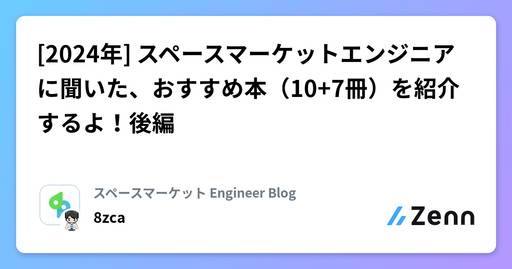 [2024年] スペースマーケットエンジニア
に聞いた、おすすめ本（10+7冊）を紹介
するよ！後編
スペースマーケット Engineer Blog
8zca
Zenn